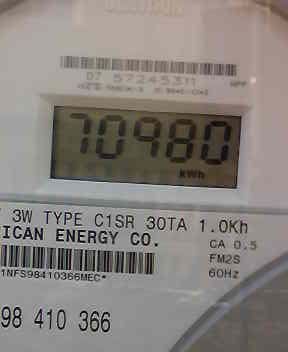 07 57245311
70980
kWh
3W TYPE C1SR 30TA 1.0Kh
ICAN ENERGY CO.
CA 0.5
FM2S
60Hz
1NFS98410366MEC*
98 410 366